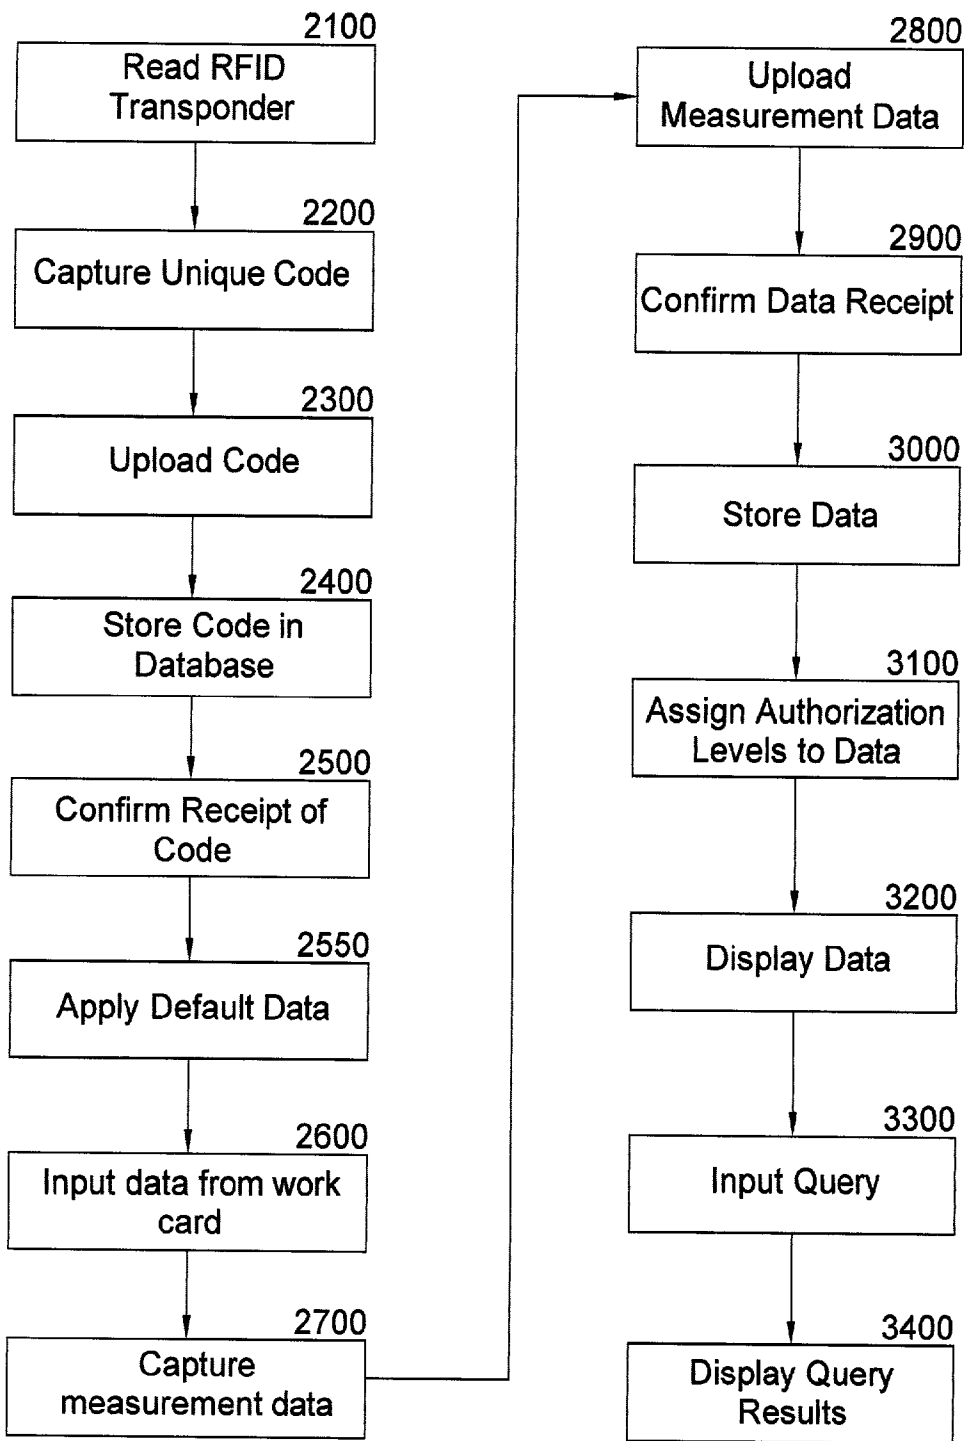 2100
Read RFID
Transponder
2200
Capture Unique Code
2300
Upload Code
2400
Store Code in
Database
2500
Confirm Receipt of
Code
2550
Apply Default Data
2600
Input data from work
card
2700
Capture
measurement data
2800
Upload
Measurement Data
2900
Confirm Data Receipt
3000
Store Data
3100
Assign Authorization
Levels to Data
3200
Display Data
3300
Input Query
3400
Display Query
Results